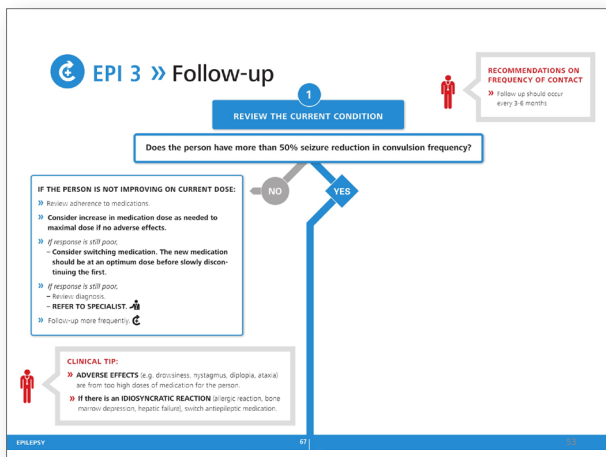 EPI 3 » Follow-up
RECOMMENDATIONS ON
FREQUENCY OF CONTACT
» Follow up should occur
every 3-6 months
1
REVIEW THE CURRENT CONDITION
Does the person have more than 50% seizure reduction in convulsion frequency?
NO
YES
IF THE PERSON IS NOT IMPROVING ON CURRENT DOSE:
» Review adherence to medications.
» Consider increase in medication dose as needed to
maximal dose if no adverse effects.
» If response is still poor,
– Consider switching medication. The new medication
should be at an optimum dose before slowly discon-
tinuing the first.
» If response is still poor,
– Review diagnosis.
– REFER TO SPECIALIST.
» Follow-up more frequently.
CLINICAL TIP:
» ADVERSE EFFECTS (e.g. drowsiness, nystagmus, diplopia, ataxia)
are from too high doses of medication for the person.
» If there is an IDIOSYNCRATIC REACTION (allergic reaction, bone
marrow depression, hepatic failure), switch antiepileptic medication.
EPILEPSY
67
53